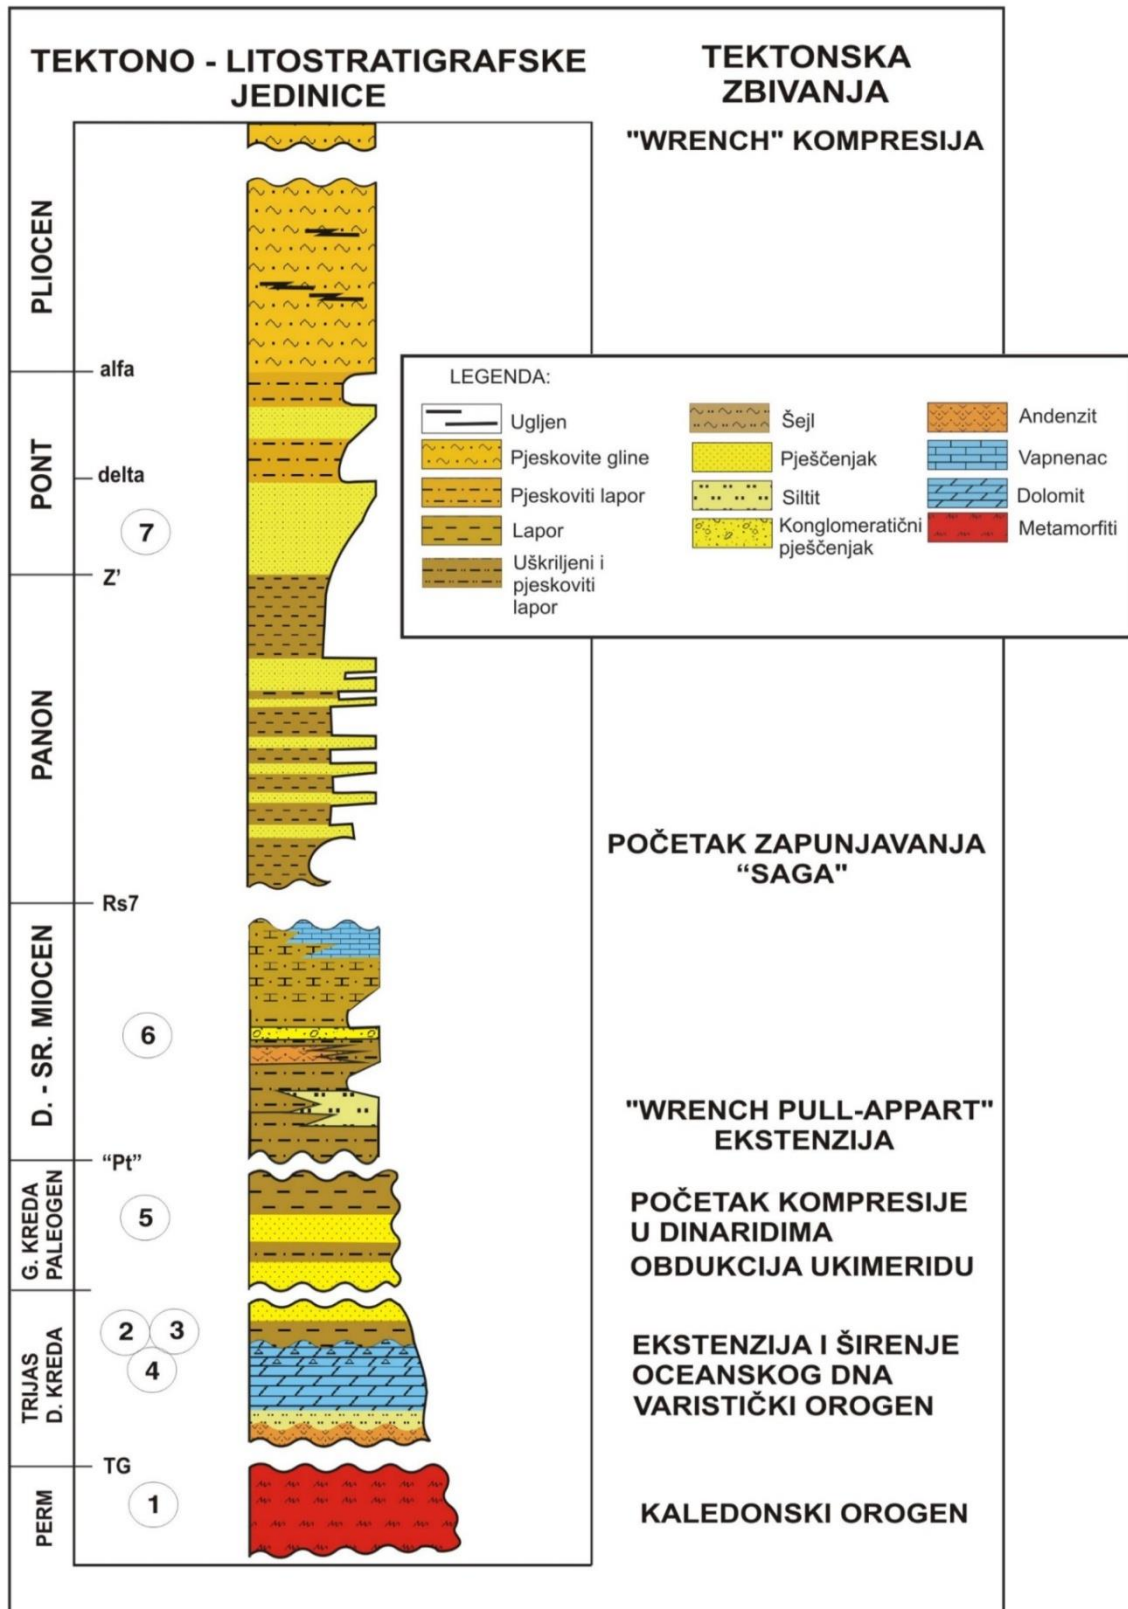 TEKTONO - LITOSTRATIGRAFSKE
JEDINICE
TEKTONSKA
ZBIVANJA
"WRENCH" KOMPRESIJA
PLIOCEN
alfa
PONT
delta
7
Z'
LEGENDA:
Ugljen
Pjeskovite gline
Pjeskoviti lapor
Lapor
Uškriljeni i
pjeskoviti
lapor
Šejl
Pješčenjak
Siltit
Konglomeratični
pješčenjak
Andenzit
Vapnenac
Dolomit
Metamorfiti
PANON
POČETAK ZAPUNJAVANJA
“SAGA"
Rs7
D. - SR. MIOCEN
6
"WRENCH PULL-APPART"
EKSTENZIJA
“Pt”
G. KREDA
PALEOGEN
5
POČETAK KOMPRESIJE
U DINARIDIMA
OBDUKCIJA UKIMERIDU
TRIJAS
D. KREDA
2
3
4
EKSTENZIJA I ŠIRENJE
OCEANSKOG DNA
VARISTIČKI OROGEN
TG
PERM
1
KALEDONSKI OROGEN